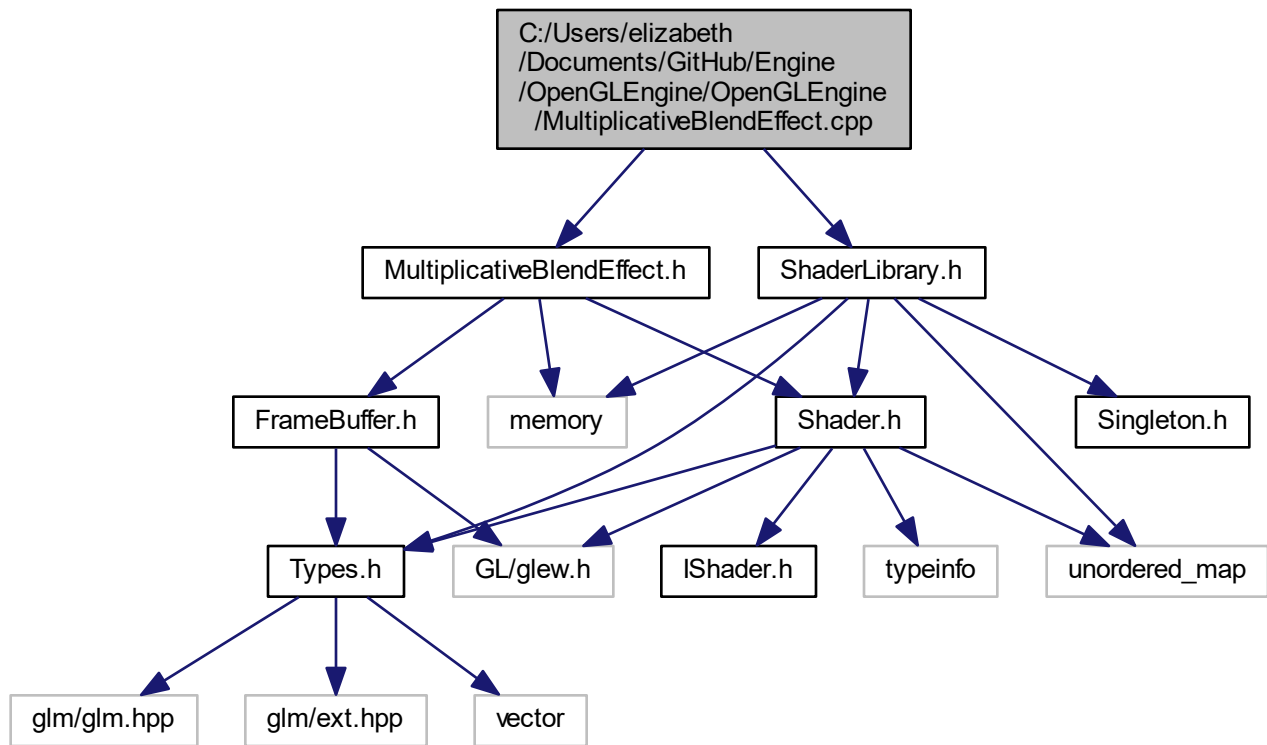 C:/Users/elizabeth
/Documents/GitHub/Engine
/OpenGLEngine/OpenGLEngine
/MultiplicativeBlendEffect.cpp
MultiplicativeBlendEffect.h
ShaderLibrary.h
FrameBuffer.h
memory
Shader.h
Singleton.h
Types.h
GL/glew.h
IShader.h
typeinfo
unordered_map
glm/glm.hpp
glm/ext.hpp
vector